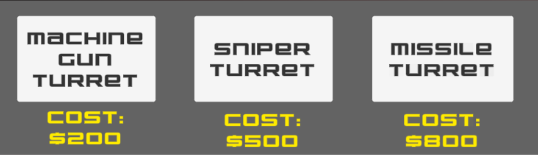 MACHINE
GUN
TURRET
COST:
$200
SNIPER
TURRET
COST:
$500
MISSILE
TURRET
COST:
$800